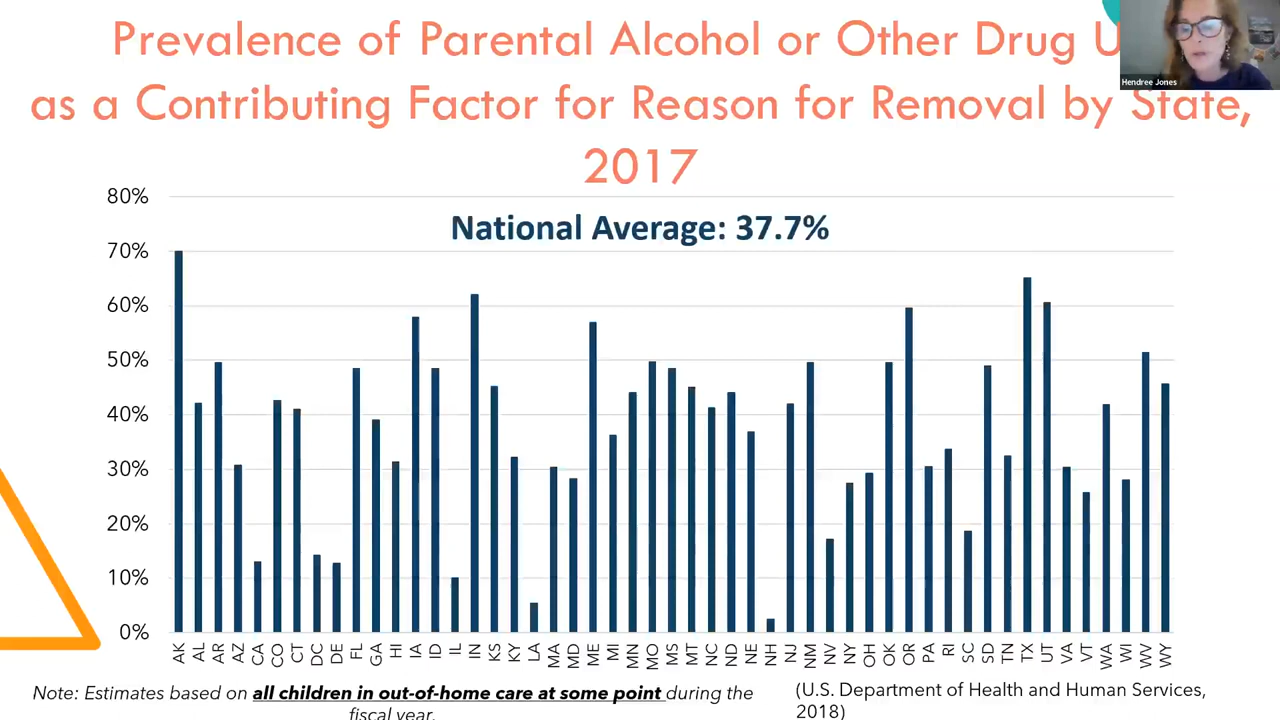 Prevalence of Parental Alcohol or Other Drug U
as a Contributing Factor for Reason for Removal by State,
2017
Hendree Jones
National Average: 37.7%
80%
70%
60%
50%
40%
30%
20%
10%
0%
AK AL AR AZ CA CO CT DC DE FL GA HI IA ID IL IN KS KY LA MA MD ME MI MN MO MS MT NC ND NE NH NJ NM NV NY OH OK OR PA RI SC SD TN TX UT VA VT WA WI WV WY
Note: Estimates based on all children in out-of-home care at some point during the
fiscal year.
(U.S. Department of Health and Human Services,
2018)